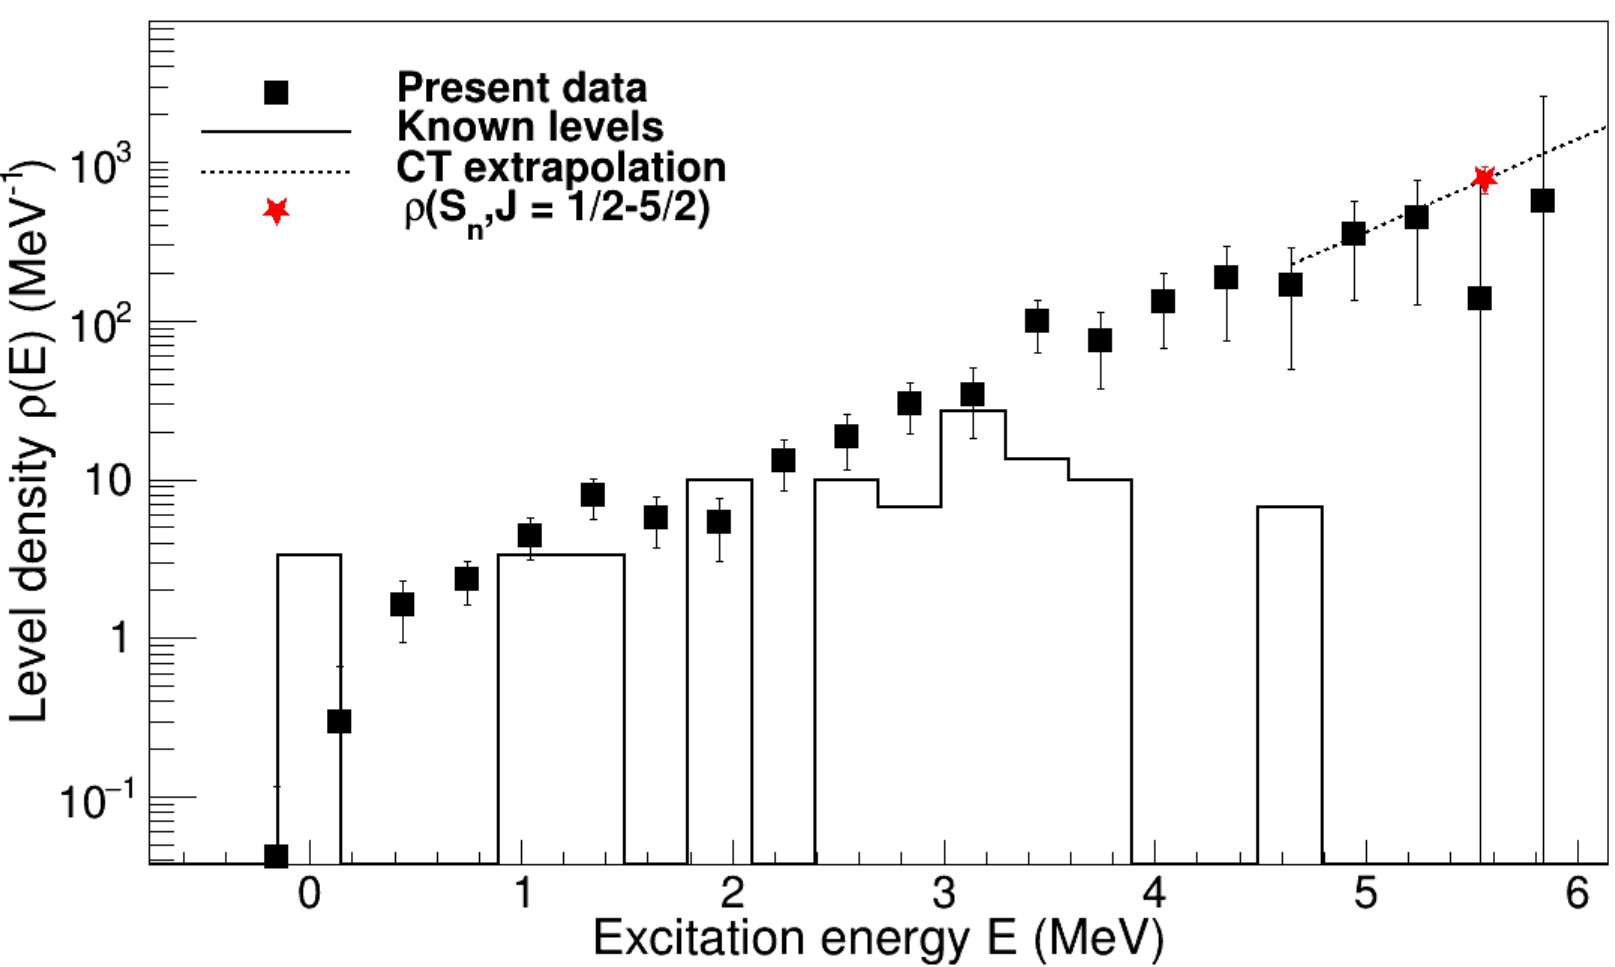 Present data
Known levels
CT extrapolation
ρ(Sn,J = 1/2-5/2)
Level density ρ(E) (MeV-1)
10³
10²
10
1
10−1
0 1 2 3 4 5 6
Excitation energy E (MeV)